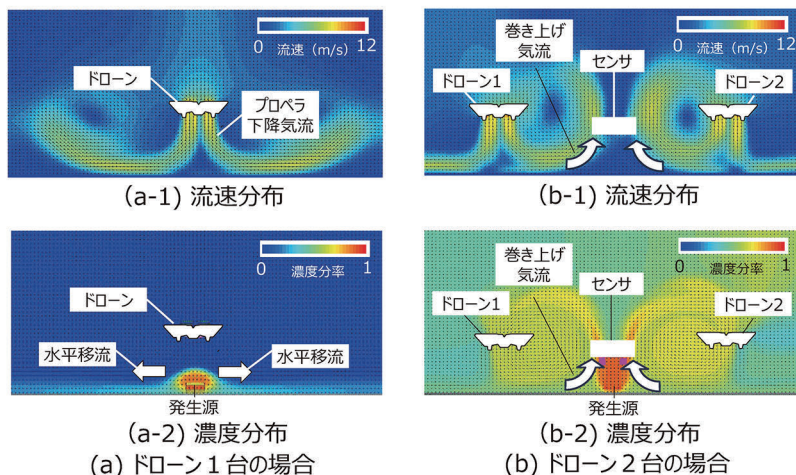 0 流速（m/s） 12
ドローン
プロペラ
下降気流
(a-1) 流速分布
巻き上げ
気流
0 流速（m/s） 12
センサ
ドローン1
ドローン2
(b-1) 流速分布
0 濃度分率 1
ドローン
水平移流
水平移流
発生源
(a-2) 濃度分布
(a) ドローン１台の場合
巻き上げ
気流
0 濃度分率 1
センサ
ドローン1
ドローン2
発生源
(b-2) 濃度分布
(b) ドローン２台の場合